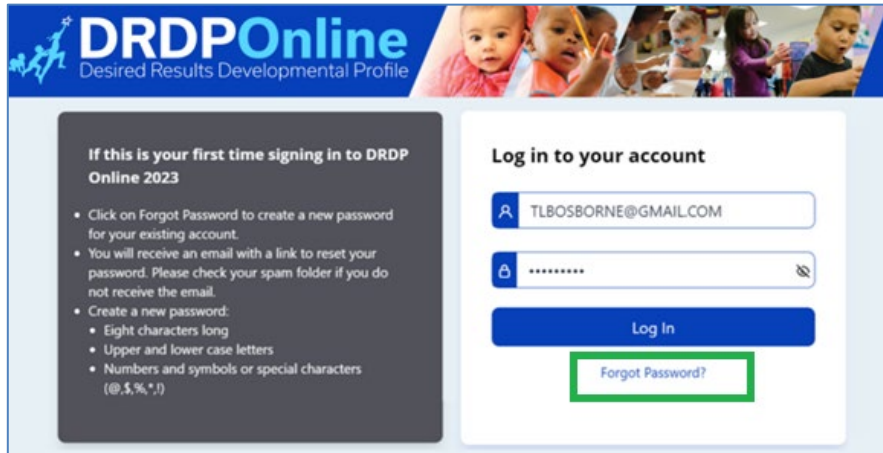 DRDPOnline
Desired Results Developmental Profile
If this is your first time signing in to DRDP
Online 2023
• Click on Forgot Password to create a new password
for your existing account.
• You will receive an email with a link to reset your
password. Please check your spam folder if you do
not receive the email.
• Create a new password:
• Eight characters long
• Upper and lower case letters
• Numbers and symbols or special characters
(@,$,%,*,!)
Log in to your account
TLBOSBORNE@GMAIL.COM
•••••••••
Log In
Forgot Password?